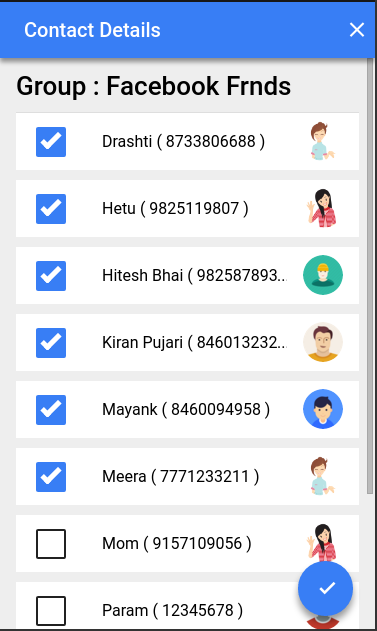 Contact Details
Group : Facebook Frnds
Drashti ( 8733806688 )
Hetu ( 9825119807 )
Hitesh Bhai ( 982587893..
Kiran Pujari ( 846013232..
Mayank ( 8460094958 )
Meera ( 7771233211 )
Mom ( 9157109056 )
Param ( 12345678 )